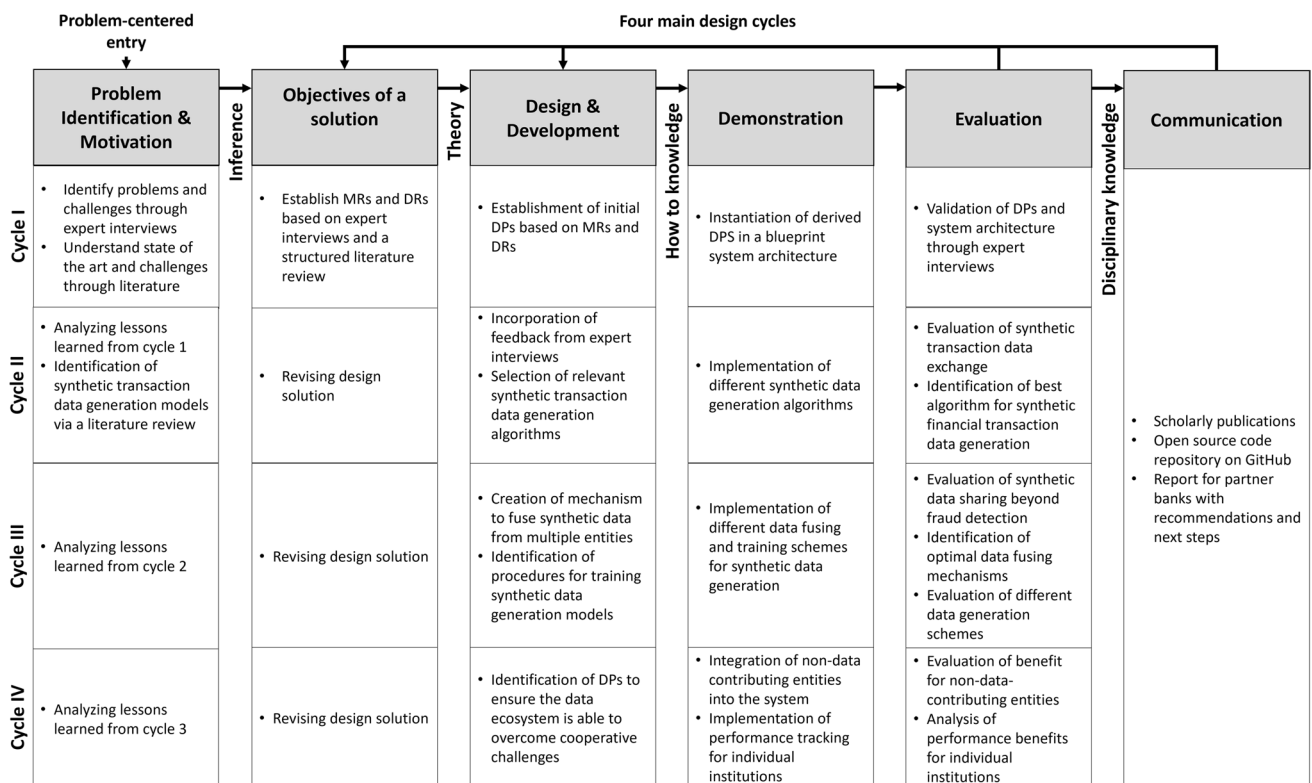 Problem-centered
entry
Four main design cycles
Problem
Identification &
Motivation
Inference
Objectives of a
solution
Theory
Design &
Development
How to knowledge
Demonstration
Evaluation
Disciplinary knowledge
Communication
Cycle I
• Identify problems and
challenges through
expert interviews
• Understand state of
the art and challenges
through literature
• Establish MRs and DRs
based on expert
interviews and a
structured literature
review
• Establishment of initial
DPs based on MRs and
DRs
• Instantiation of derived
DPS in a blueprint
system architecture
• Validation of DPs and
system architecture
through expert
interviews
Cycle II
• Analyzing lessons
learned from cycle 1
• Identification of
synthetic transaction
data generation models
via a literature review
• Revising design
solution
• Incorporation of
feedback from expert
interviews
• Selection of relevant
synthetic transaction
data generation
algorithms
• Implementation of
different synthetic data
generation algorithms
• Evaluation of synthetic
transaction data
exchange
• Identification of best
algorithm for synthetic
financial transaction
data generation
Cycle III
• Analyzing lessons
learned from cycle 2
• Revising design solution
• Creation of mechanism
to fuse synthetic data
from multiple entities
• Identification of
procedures for training
synthetic data
generation models
• Implementation of
different data fusing
and training schemes
for synthetic data
generation
• Evaluation of synthetic
data sharing beyond
fraud detection
• Identification of
optimal data fusing
mechanisms
• Evaluation of different
data generation
schemes
Cycle IV
• Analyzing lessons
learned from cycle 3
• Revising design solution
• Identification of DPs to
ensure the data
ecosystem is able to
overcome cooperative
challenges
• Integration of non-data
contributing entities
into the system
• Implementation of
performance tracking
for individual
institutions
• Evaluation of benefit
for non-data-
contributing entities
• Analysis of
performance benefits
for individual
institutions
• Scholarly publications
• Open source code
repository on GitHub
• Report for partner
banks with
recommendations and
next steps